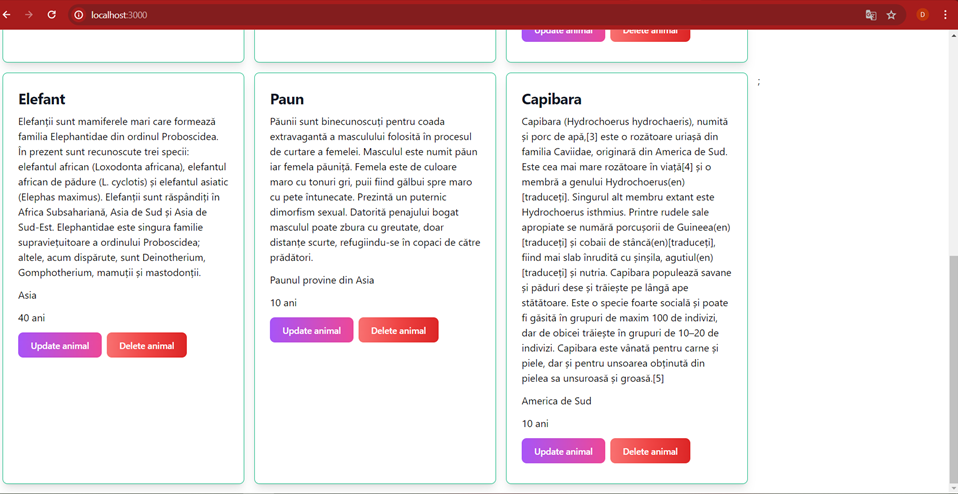 localhost:3000
D
Update animal
Delete animal
Elefant
Elefanții sunt mamiferele mari care formează
familia Elephantidae din ordinul Proboscidea.
În prezent sunt recunoscute trei specii:
elefantul african (Loxodonta africana), elefantul
african de pădure (L. cyclotis) și elefantul asiatic
(Elephas maximus). Elefanții sunt răspândiți în
Africa Subsahariană, Asia de Sud și Asia de
Sud-Est. Elephantidae este singura familie
supraviețuitoare a ordinului Proboscidea;
altele, acum dispărute, sunt Deinotherium,
Gomphotherium, mamuții și mastodonții.
Asia
40 ani
Update animal
Delete animal
Paun
Păunii sunt binecunoscuți pentru coada
extravagantă a masculului folosită în procesul
de curtare a femelei. Masculul este numit păun
iar femela păuniță. Femela este de culoare
maro cu tonuri gri, puii fiind gălbui spre maro
cu pete întunecate. Prezintă un puternic
dimorfism sexual. Datorită penajului bogat
masculul poate zbura cu greutate, doar
distanțe scurte, refugiindu-se în copaci de către
prădători.
Paunul provine din Asia
10 ani
Update animal
Delete animal
Capibara
Capibara (Hydrochoerus hydrochaeris), numită
și porc de apă,[3] este o rozătoare uriașă din
familia Caviidae, originară din America de Sud.
Este cea mai mare rozătoare în viață[4] și o
membră a genului Hydrochoerus(en)
[traduceți]. Singurul alt membru extant este
Hydrochoerus isthmius. Printre rudele sale
apropiate se numără porcușorii de Guineea(en)
[traduceți] și cobaii de stâncă(en)[traduceți],
fiind mai slab înrudită cu șinșila, agutiul(en)
[traduceți] și nutria. Capibara populează savane
și păduri dese și trăiește pe lângă ape
stătătoare. Este o specie foarte socială și poate
fi găsită în grupuri de maxim 100 de indivizi,
dar de obicei trăiește în grupuri de 10–20 de
indivizi. Capibara este vânată pentru carne și
piele, dar și pentru unsoarea obținută din
pielea sa unsuroasă și groasă.[5]
America de Sud
10 ani
Update animal
Delete animal
;